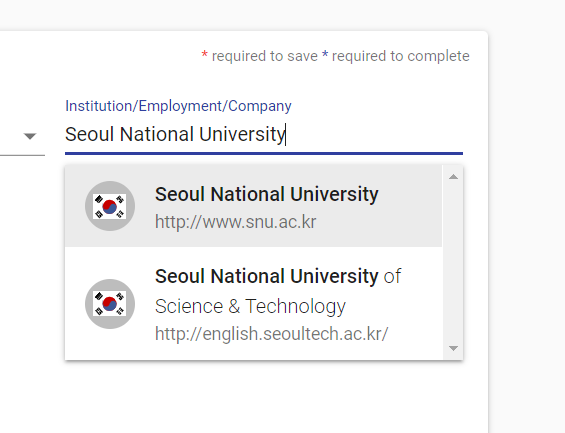 * required to save * required to complete
Institution/Employment/Company
Seoul National University
Seoul National University
http://www.snu.ac.kr
Seoul National University of
Science & Technology
http://english.seoultech.ac.kr/